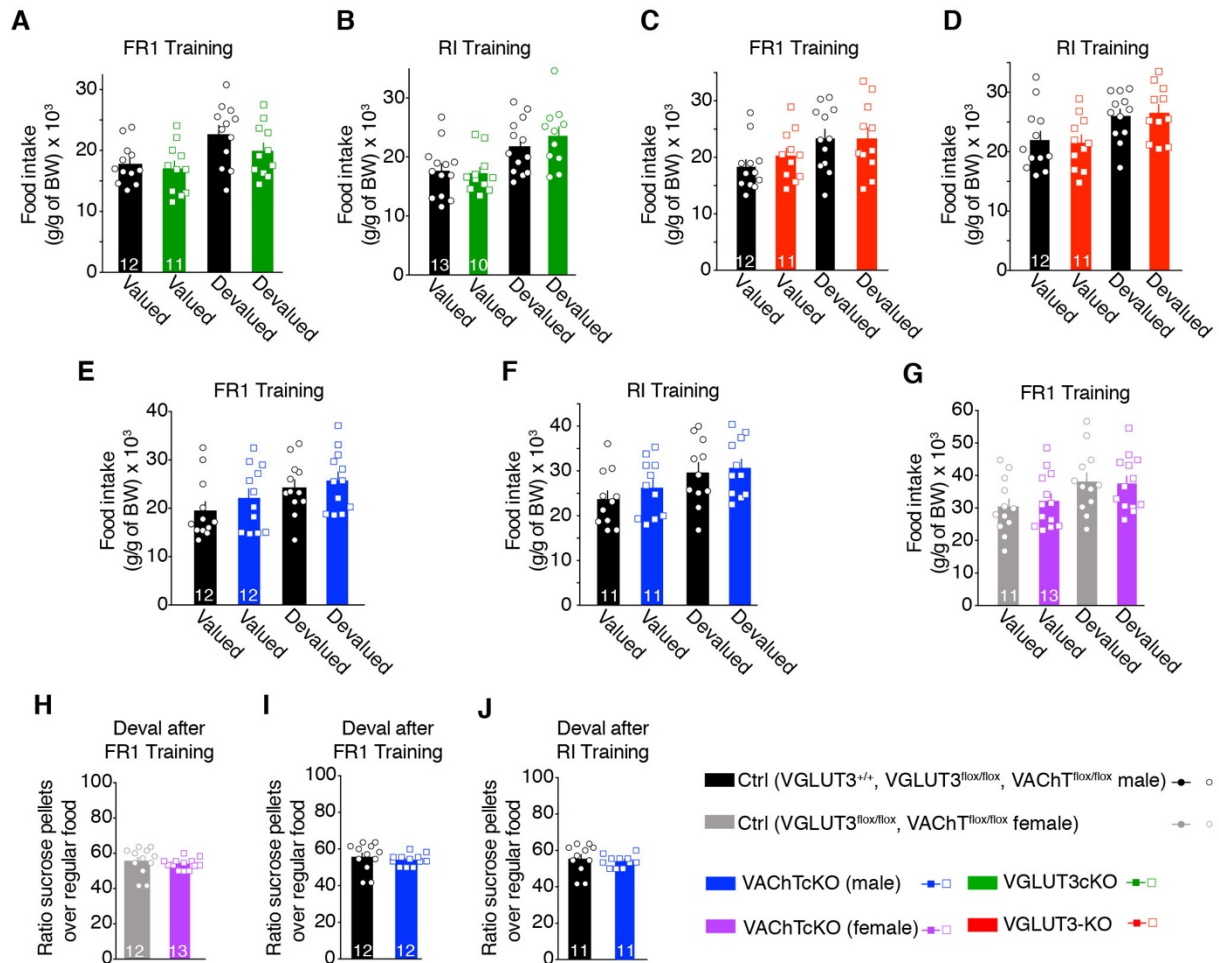 A
FR1 Training
Food intake
(g/g of BW) x 10³
30
20
10
0
12
11
Valued
Valued
Devalued
Devalued
B
RI Training
Food intake
(g/g of BW) x 10³
30
20
10
0
13
10
Valued
Valued
Devalued
Devalued
C
FR1 Training
Food intake
(g/g of BW) x 10³
30
20
10
0
12
11
Valued
Valued
Devalued
Devalued
D
RI Training
Food intake
(g/g of BW) x 10³
30
20
10
0
12
11
Valued
Valued
Devalued
Devalued
E
FR1 Training
Food intake
(g/g of BW) x 10³
40
30
20
10
0
12
12
Valued
Valued
Devalued
Devalued
F
RI Training
Food intake
(g/g of BW) x 10³
40
30
20
10
0
11
11
Valued
Valued
Devalued
Devalued
G
FR1 Training
Food intake
(g/g of BW) x 10³
60
50
40
30
20
10
0
11
13
Valued
Valued
Devalued
Devalued
H
Deval after
FR1 Training
Ratio sucrose pellets
over regular food
100
80
60
40
20
0
12
13
I
Deval after
FR1 Training
Ratio sucrose pellets
over regular food
100
80
60
40
20
0
12
12
J
Deval after
RI Training
Ratio sucrose pellets
over regular food
100
80
60
40
20
0
11
11
Ctrl (VGLUT3+/+, VGLUT3flox/flox, VAChTflox/flox male)
Ctrl (VGLUT3flox/flox, VAChTflox/flox female)
VAChTcKO (male)
VGLUT3cKO
VAChTcKO (female)
VGLUT3-KO